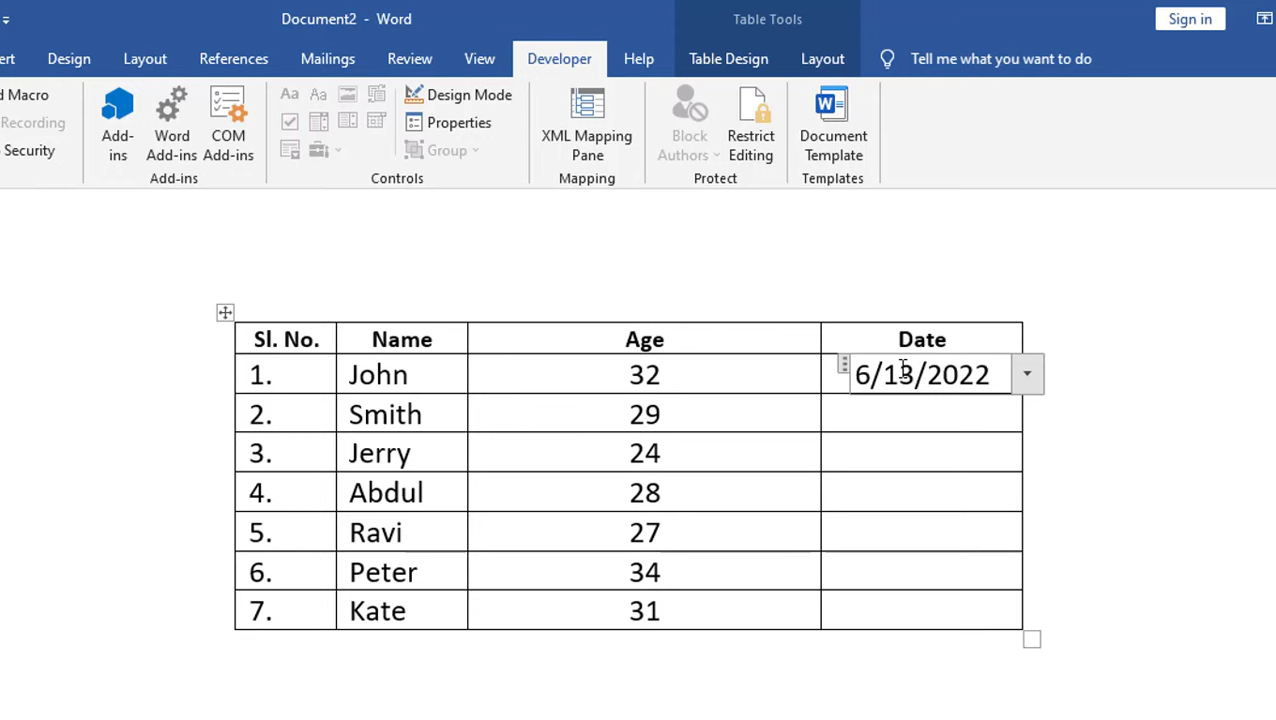 Document2 - Word
Table Tools
Sign in
ert Design Layout References Mailings Review View Developer Help Table Design Layout Tell me what you want to do
d Macro
Recording
Security
Add-
ins
Word
Add-ins
COM
Add-ins
Add-ins
Aa Aa
Design Mode
Properties
Group
Controls
XML Mapping
Pane
Mapping
Block
Authors
Restrict
Editing
Protect
Document
Template
Templates
Sl. No. Name Age Date
1. John 32 6/13/2022
2. Smith 29
3. Jerry 24
4. Abdul 28
5. Ravi 27
6. Peter 34
7. Kate 31